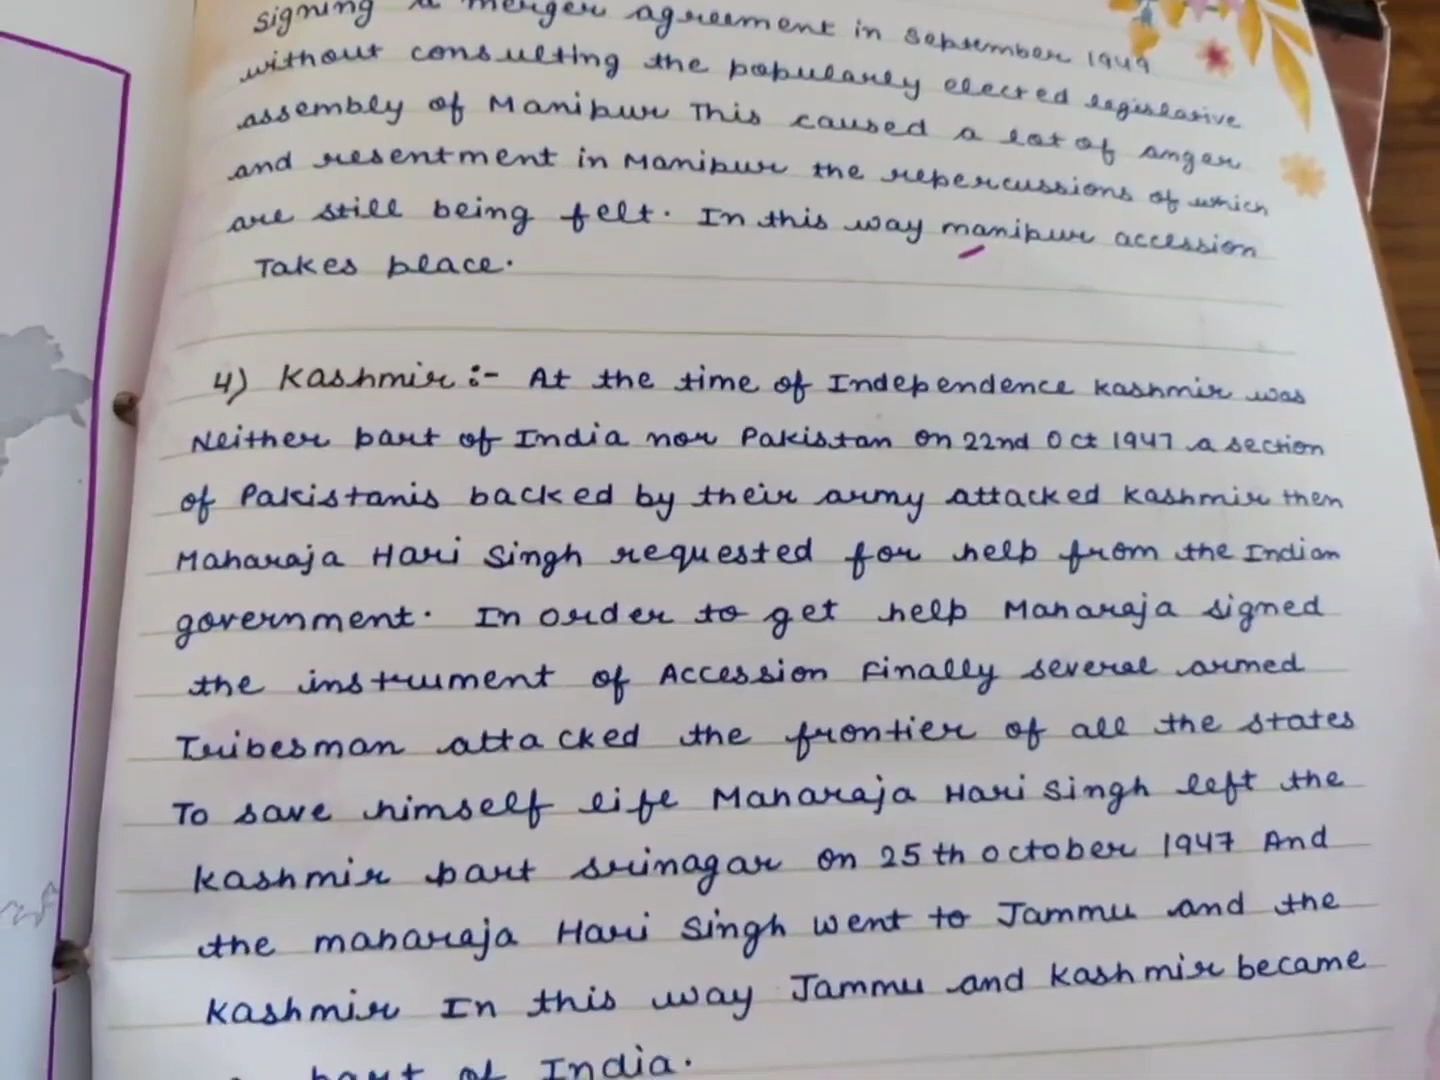 signing a merger agreement in September 1949
without consulting the popularly elected legislative
assembly of Manipur This caused a lot of anger
and resentment in Manipur the repercussions of which
are still being felt. In this way manipur accession
Takes place.
4) Kashmir :- At the time of Independence Kashmir was
Neither part of India nor Pakistan on 22nd Oct 1947 a section
of Pakistanis backed by their army attacked Kashmir then
Maharaja Hari Singh requested for help from the Indian
government. In order to get help Maharaja signed
the instrument of Accession Finally several armed
Tribesman attacked the frontier of all the states
To save himself life Maharaja Hari Singh left the
Kashmir part srinagar on 25th october 1947 And
the maharaja Hari Singh went to Jammu and the
Kashmir In this way Jammu and Kashmir became
part of India.